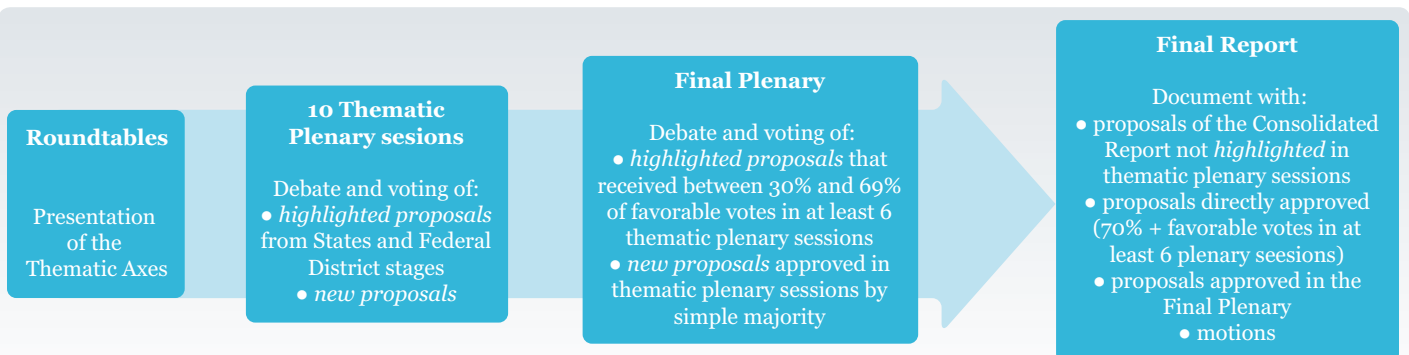 Roundtables
Presentation
of the
Thematic Axes
10 Thematic
Plenary sesions
Debate and voting of:
● highlighted proposals
from States and Federal
District stages
● new proposals
Final Plenary
Debate and voting of:
● highlighted proposals that
received between 30% and 69%
of favorable votes in at least 6
thematic plenary sessions
● new proposals approved in
thematic plenary sessions by
simple majority
Final Report
Document with:
● proposals of the Consolidated
Report not highlighted in
thematic plenary sessions
● proposals directly approved
(70% + favorable votes in at
least 6 plenary seesions)
● proposals approved in the
Final Plenary
● motions